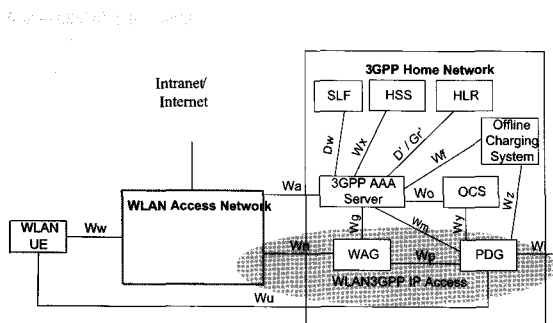 Intranet/
Internet
3GPP Home Network
SLF
HSS
HLR
Offline
Charging
System
Dw
Wx
D' / Gr'
Wf
Wa
3GPP AAA
Server
Wo
OCS
Wz
WLAN Access Network
WLAN
UE
Ww
Wg
Wm
Wy
Wn
WAG
Wp
PDG
Wi
WLAN3GPP IP Access
Wu